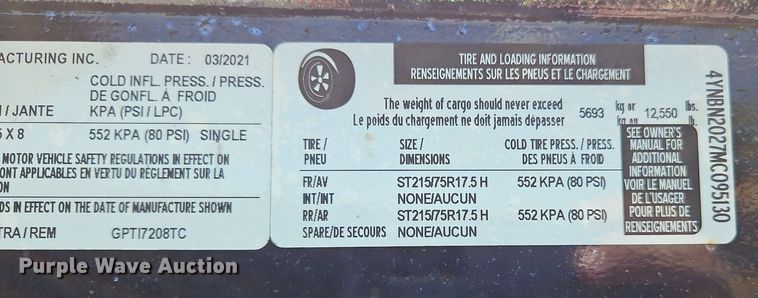 ACTURING INC. DATE: 03/2021
COLD INFL. PRESS. / PRESS.
DE GONFL. À FROID
/ JANTE KPA (PSI / LPC)
5 X 8 552 KPA (80 PSI) SINGLE
MOTOR VEHICLE SAFETY REGULATIONS IN EFFECT ON
ONT APPLICABLES EN VERTU DU RÈGLEMENT SUR LA
ON
DS IN EFFECT ON THE DATE OF MANUFACTURE SHOWN
TRA / REM GPTI7208TC
TIRE AND LOADING INFORMATION
RENSEIGNEMENTS SUR LES PNEUS ET LE CHARGEMENT
The weight of cargo should never exceed
Le poids du chargement ne doit jamais dépasser
5693 kg or kg ou 12,550 lbs. lb.
TIRE / SIZE / COLD TIRE PRESS. /
PNEU DIMENSIONS DES PNEUS À FROID
FR/AV ST215/75R17.5 H 552 KPA (80 PSI)
INT/INT NONE/AUCUN
RR/AR ST215/75R17.5 H 552 KPA (80 PSI)
SPARE/DE SECOURS NONE/AUCUN
SEE OWNER'S
MANUAL FOR
ADDITIONAL
INFORMATION
VOIR LE MANUEL
DE L'USAGER
POUR PLUS DE
RENSEIGNEMENTS
4YNBN2027MC095130
Purple Wave Auction